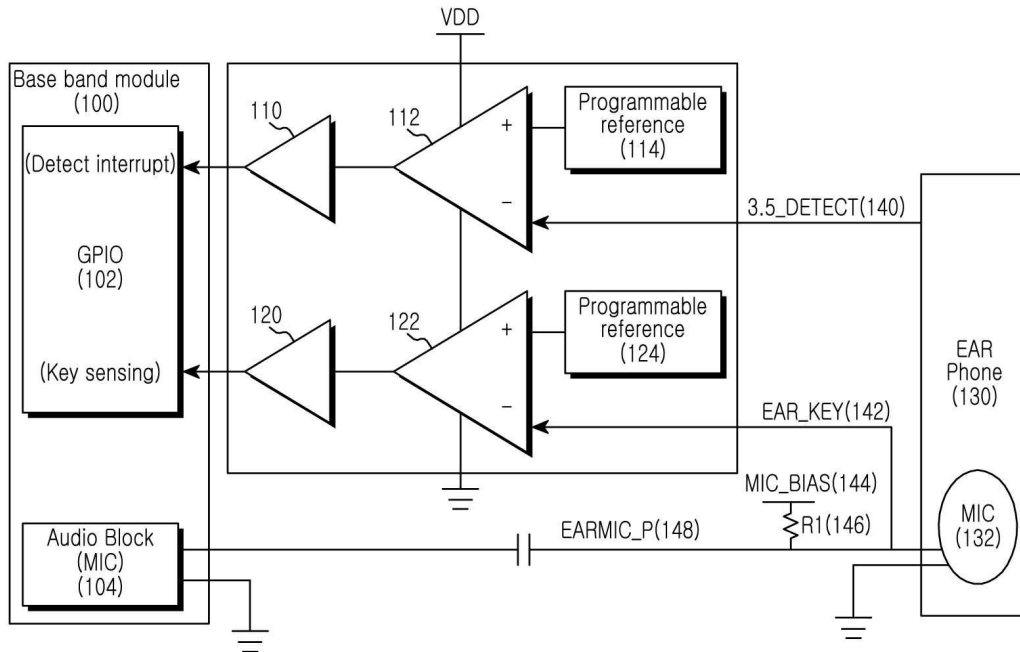 VDD
Base band module
(100)
110
112
+
−
Programmable
reference
(114)
(Detect interrupt)
3.5_DETECT(140)
GPIO
(102)
120
122
+
−
Programmable
reference
(124)
(Key sensing)
EAR
Phone
(130)
EAR_KEY(142)
MIC_BIAS(144)
R1(146)
EARMIC_P(148)
MIC
(132)
Audio Block
(MIC)
(104)